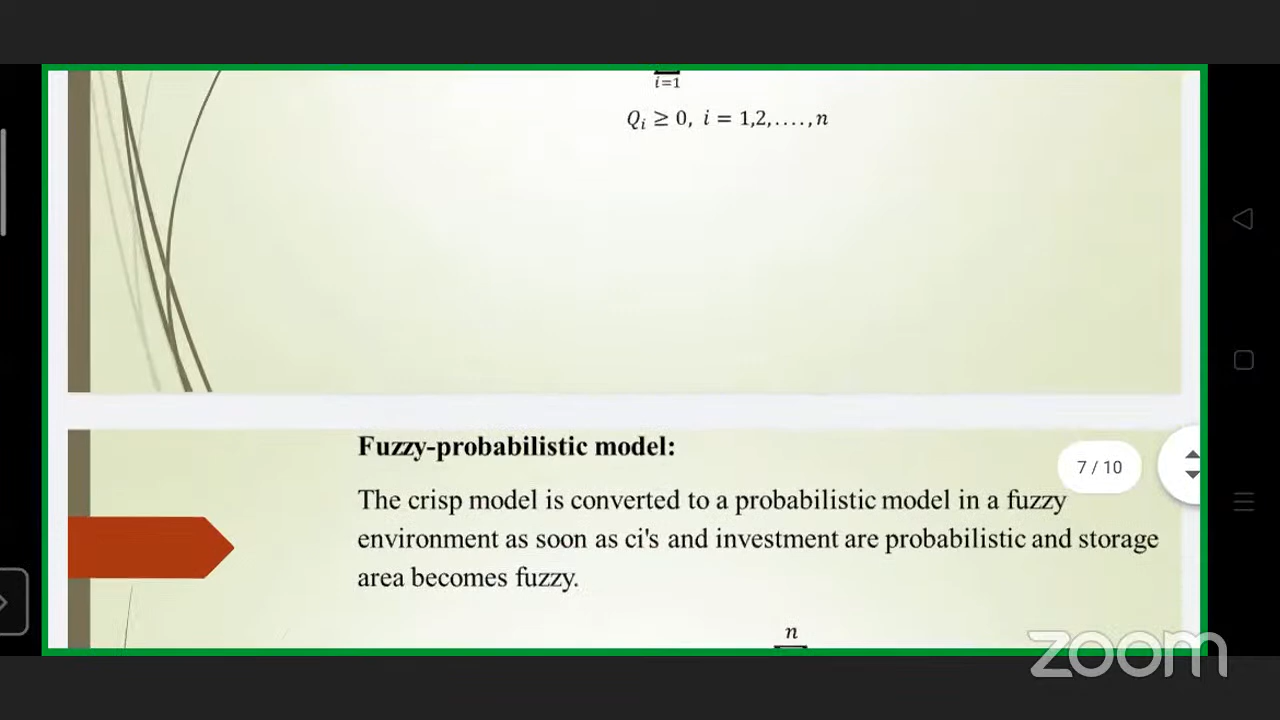 i=1
Q_i ≥ 0, i = 1,2,....,n
Fuzzy-probabilistic model:
7 / 10
The crisp model is converted to a probabilistic model in a fuzzy
environment as soon as ci's and investment are probabilistic and storage
area becomes fuzzy.
n
zoom